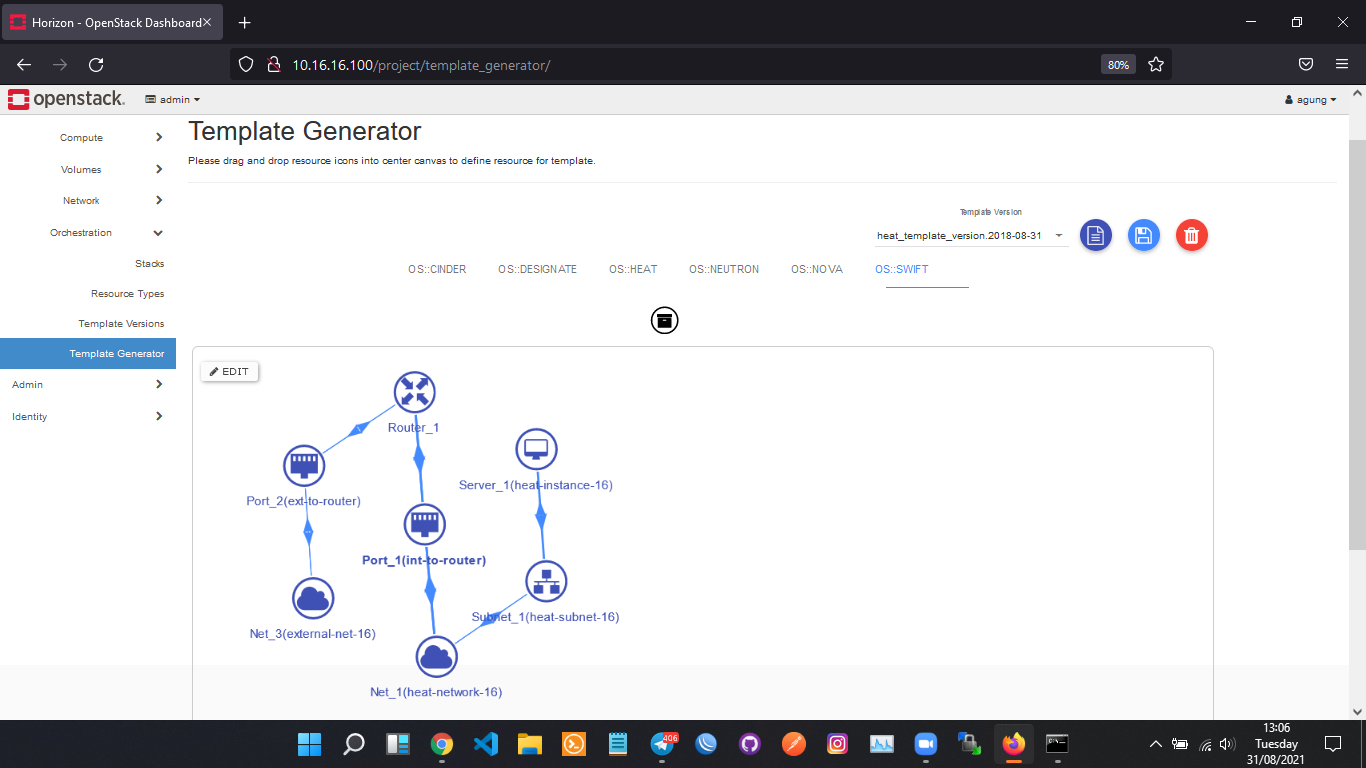 Horizon - OpenStack Dashboard
10.16.16.100/project/template_generator/
80%
openstack.
admin
agung
Compute
Volumes
Network
Orchestration
Stacks
Resource Types
Template Versions
Template Generator
Admin
Identity
Template Generator
Please drag and drop resource icons into center canvas to define resource for template.
Template Version
heat_template_version.2018-08-31
OS::CINDER OS::DESIGNATE OS::HEAT OS::NEUTRON OS::NOVA OS::SWIFT
EDIT
Router_1
Server_1(heat-instance-16)
Port_2(ext-to-router)
Port_1(int-to-router)
Subnet_1(heat-subnet-16)
Net_3(external-net-16)
Net_1(heat-network-16)
406
13:06
Tuesday
31/08/2021